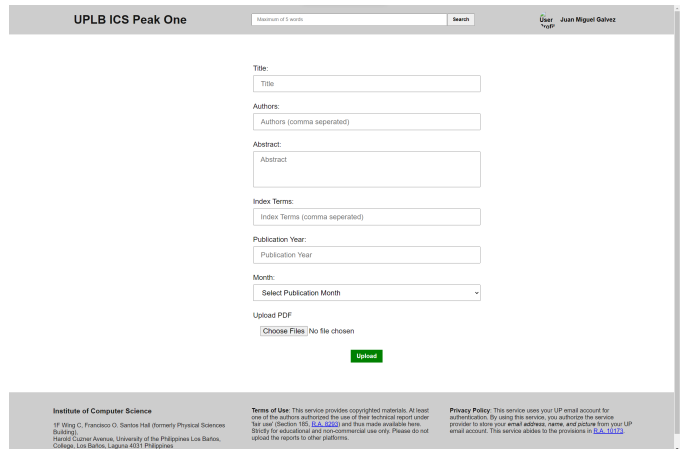 UPLB ICS Peak One
Maximum of 5 words
Search
User
Juan Miguel Galvez
Title:
Title
Authors:
Authors (comma seperated)
Abstract:
Abstract
Index Terms:
Index Terms (comma seperated)
Publication Year:
Publication Year
Month:
Select Publication Month
Upload PDF
Choose Files No file chosen
Upload
Institute of Computer Science
1F Wing C, Francisco O. Santos Hall (formerly Physical Sciences
Building),
Harold Cuzner Avenue, University of the Philippines Los Baños,
College, Los Baños, Laguna 4031 Philippines
Terms of Use: This service provides copyrighted materials. At least
one of the authors authorized the use of their technical report under
'fair use' (Section 185, R.A. 8293) and thus made available here.
Strictly for educational and non-commercial use only. Please do not
upload the reports to other platforms.
Privacy Policy: This service uses your UP email account for
authentication. By using this service, you authorize the service
provider to store your email address, name, and picture from your UP
email account. This service abides to the provisions in R.A. 10173.